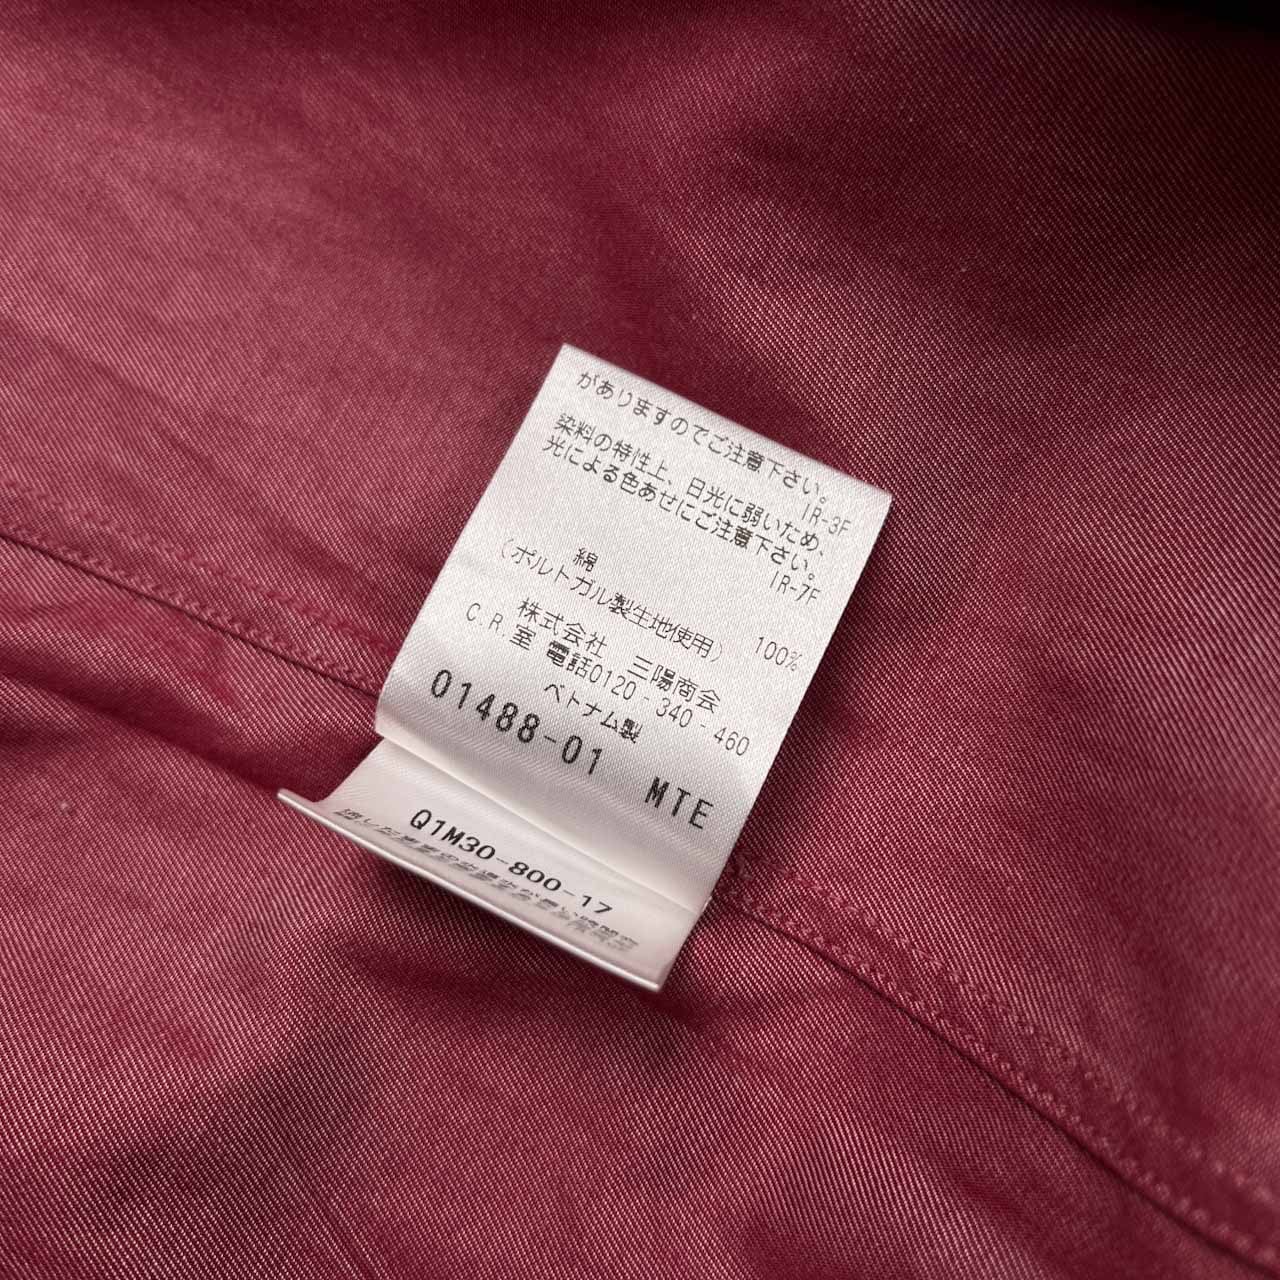 がありますのでご注意下さい。
IR-3F
染料の特性上、日光に弱いため、
光による色あせにご注意下さい。
IR-7F
綿 100%
(ポルトガル製生地使用)
株式会社 三陽商会
C.R.室 電話0120-340-460
ベトナム製
01488-01 MTE
Q1M30-800-17